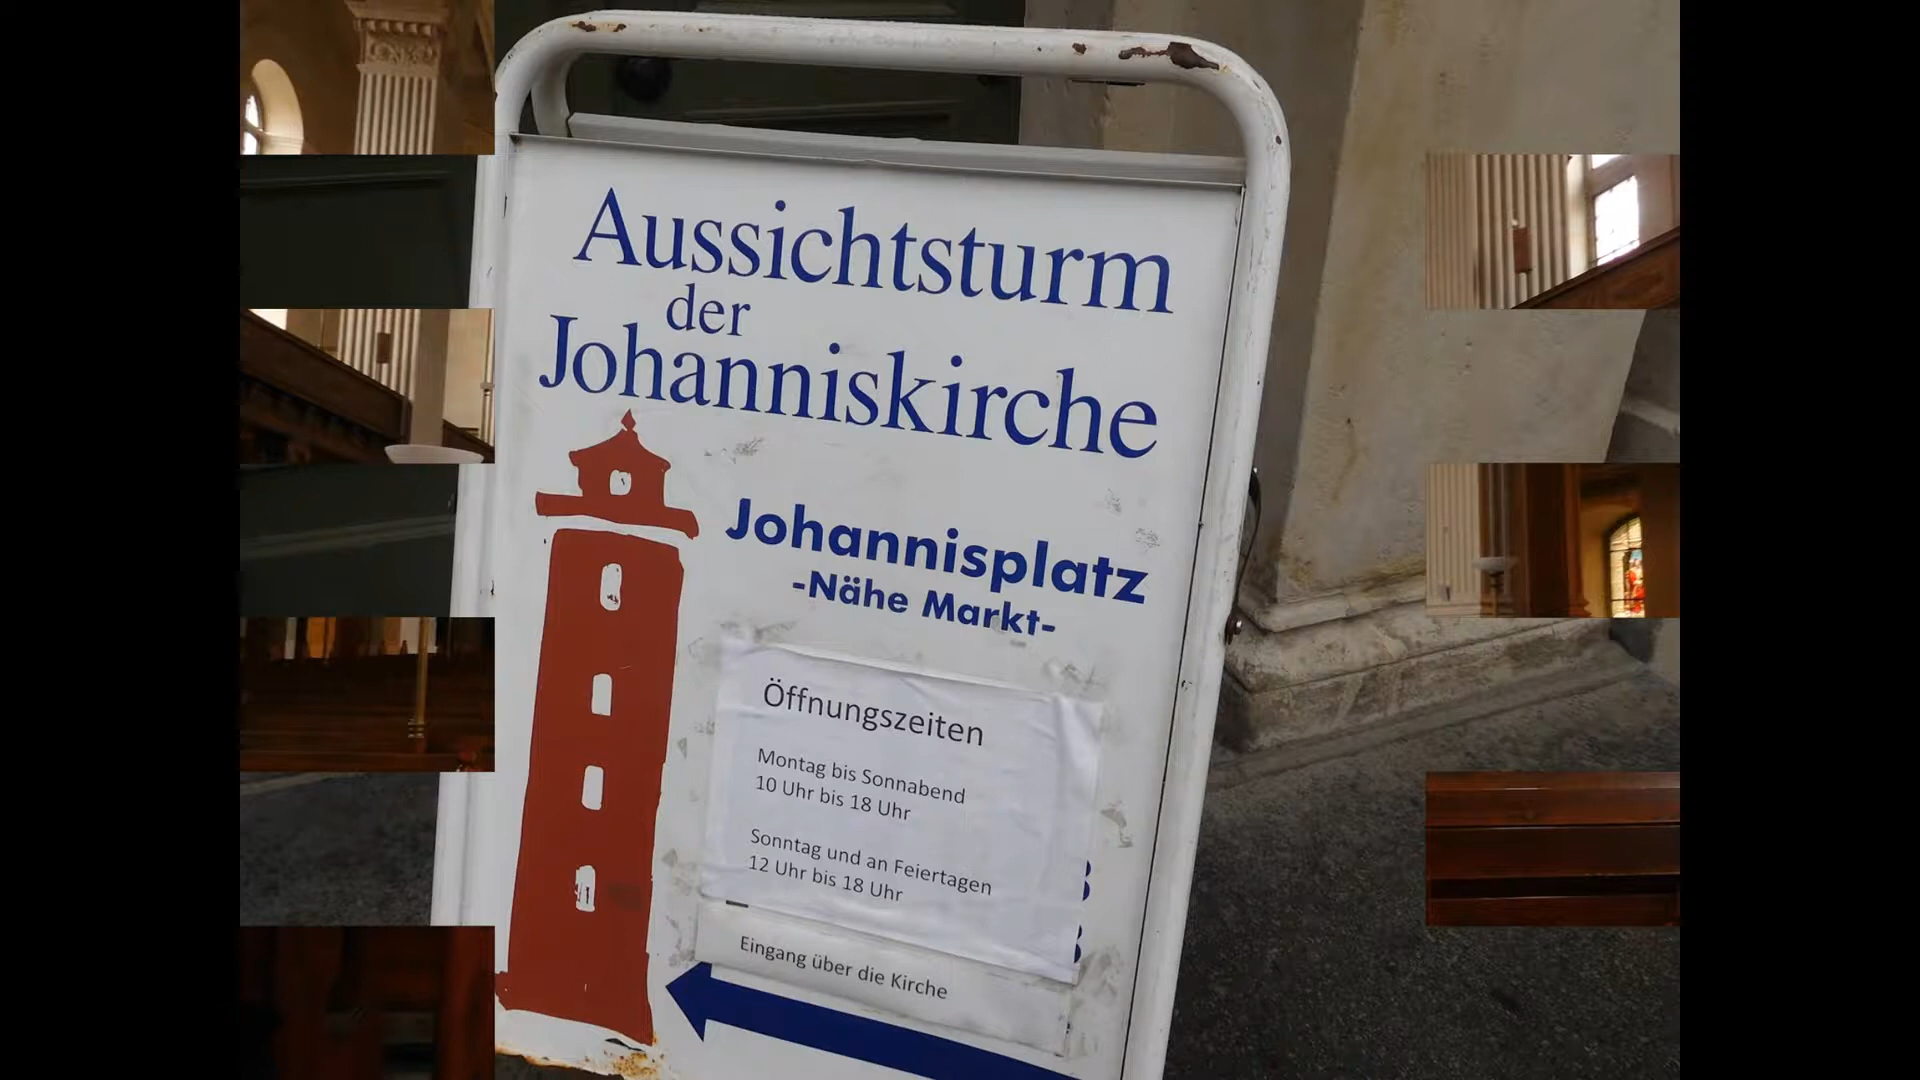 Aussichtsturm
der
Johanniskirche
Johannisplatz
-Nähe Markt-
Öffnungszeiten
Montag bis Sonnabend
10 Uhr bis 18 Uhr
Sonntag und an Feiertagen
12 Uhr bis 18 Uhr
Eingang über die Kirche